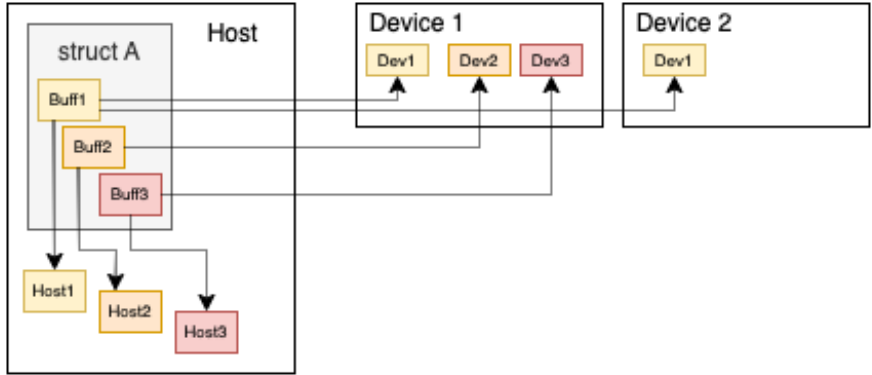 Host
struct A
Buff1
Buff2
Buff3
Host1
Host2
Host3
Device 1
Dev1
Dev2
Dev3
Device 2
Dev1